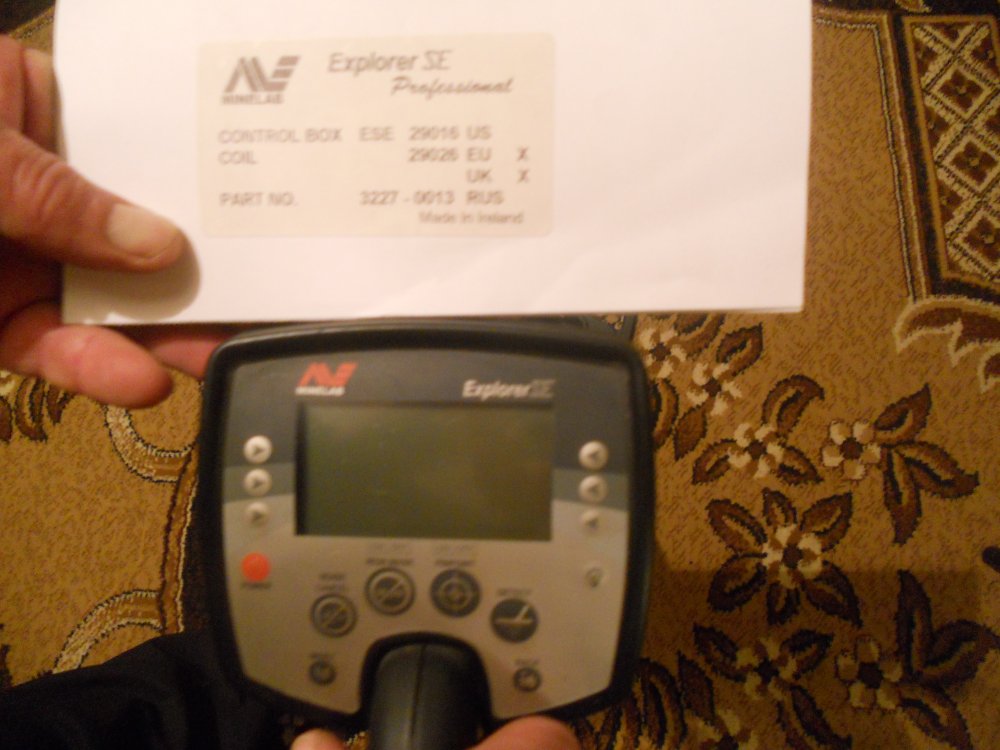 MINELAB
Explorer SE
Professional
CONTROL BOX ESE 29016 US
COIL 29026 EU X
UK X
PART NO. 3227 - 0013 RUS
Made in Ireland
MINELAB
Explorer SE